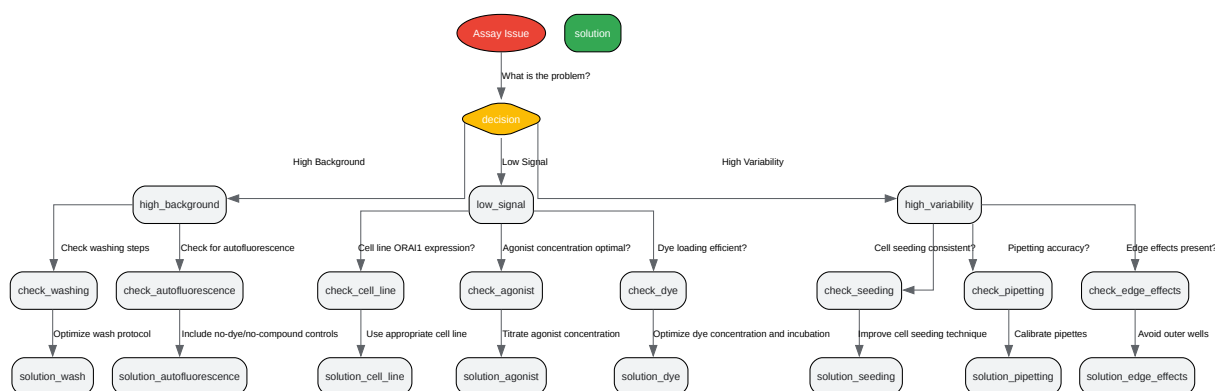 Assay Issue
solution
What is the problem?
decision
High Background
Low Signal
High Variability
high_background
low_signal
high_variability
Check washing steps
Check for autofluorescence
Cell line ORAI1 expression?
Agonist concentration optimal?
Dye loading efficient?
Cell seeding consistent?
Pipetting accuracy?
Edge effects present?
check_washing
check_autofluorescence
check_cell_line
check_agonist
check_dye
check_seeding
check_pipetting
check_edge_effects
Optimize wash protocol
Include no-dye/no-compound controls
Use appropriate cell line
Titrate agonist concentration
Optimize dye concentration and incubation
Improve cell seeding technique
Calibrate pipettes
Avoid outer wells
solution_wash
solution_autofluorescence
solution_cell_line
solution_agonist
solution_dye
solution_seeding
solution_pipetting
solution_edge_effects